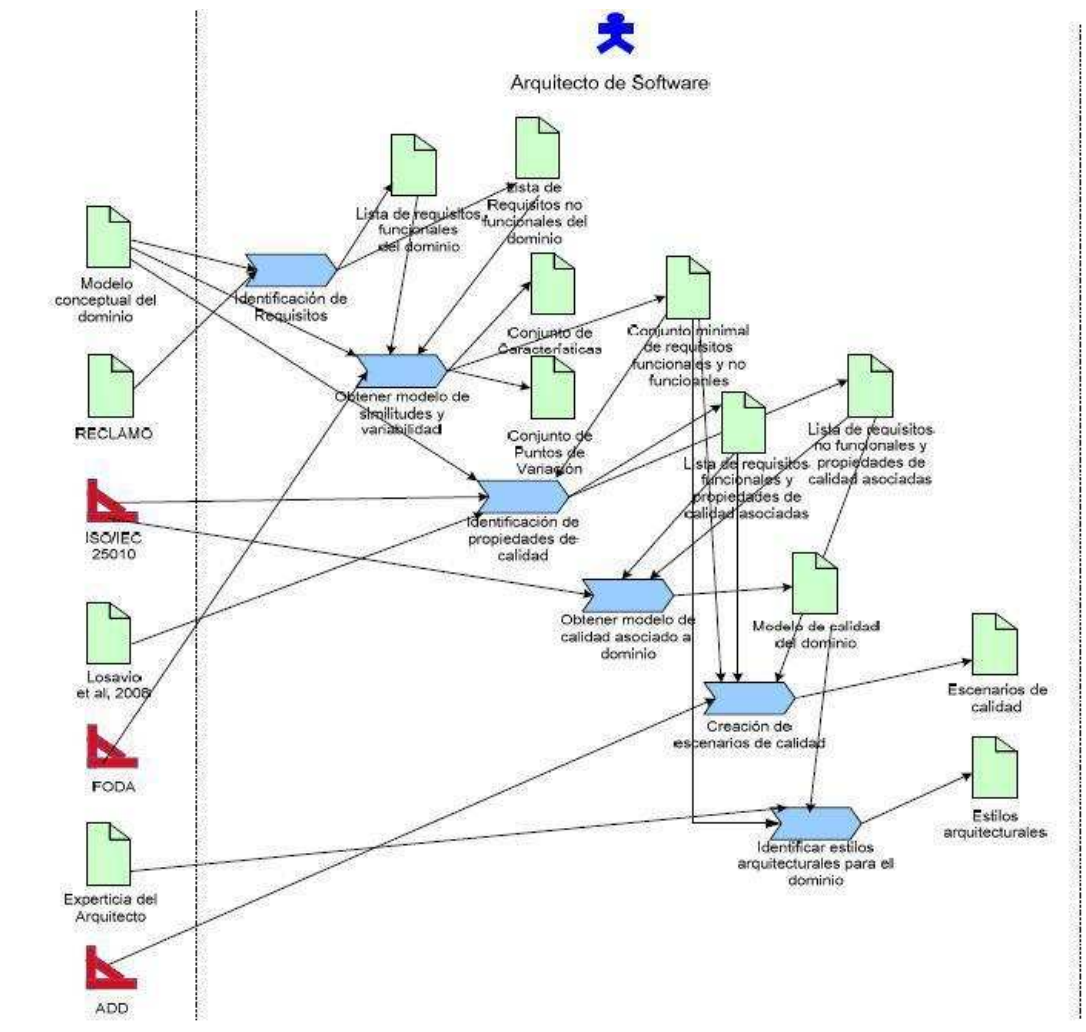 Arquitecto de Software
Lista de requisitos
funcionales
del dominio
Lista de
Requisitos no
funcionales del
dominio
Modelo
conceptual del
dominio
Identificación de
Requisitos
Conjunto de
Características
Conjunto minimal
de requisitos
funcionales y no
funcioanles
RECLAMO
Obtener modelo de
similitudes y
variabilidad
Conjunto de
Puntos de
Variación
Lista de requisitos
no funcionales y
propiedades de
calidad asociadas
Lista de requisitos
funcionales y
propiedades de
calidad asociadas
ISO/IEC
25010
Identificación de
propiedades de
calidad
Obtener modelo de
calidad asociado a
dominio
Modelo de calidad
del dominio
Losavio
et al, 2008
Escenarios de
calidad
Creación de
escenarios de calidad
FODA
Estilos
arquitecturales
Identificar estilos
arquitecturales para el
dominio
Experticia del
Arquitecto
ADD